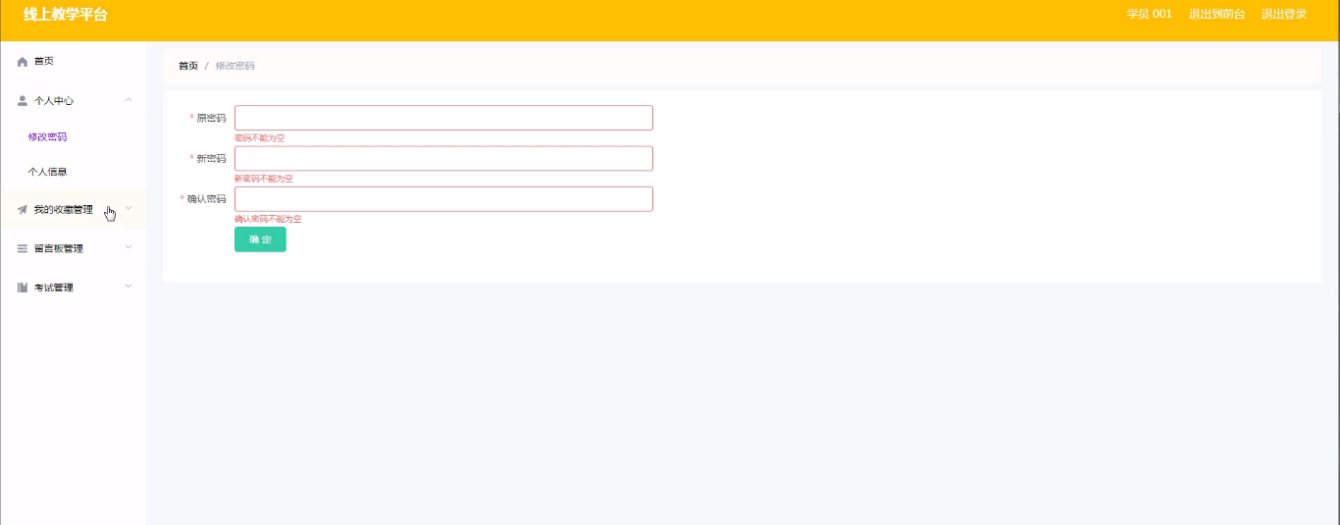 线上教学平台
学员 001 退出到前台 退出登录
首页
个人中心
修改密码
个人信息
我的收藏管理
留言板管理
考试管理
首页 / 修改密码
* 原密码
密码不能为空
* 新密码
新密码不能为空
* 确认密码
确认密码不能为空
确 定